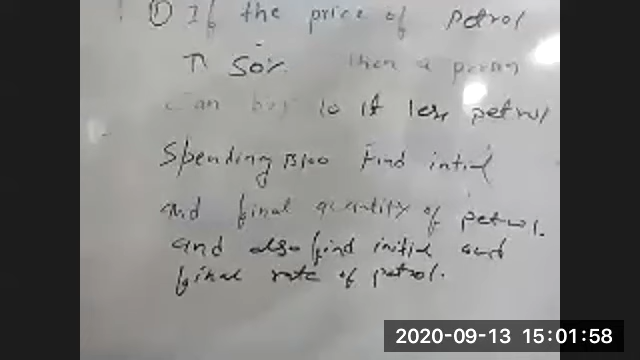 ① If the price of petrol
↑ 50%. then a person
can buy 10 lt less petrol
Spending Rs100 Find intial
and final quantity of petrol.
and also find initial and
final rate of petrol.
2020-09-13 15:01:58